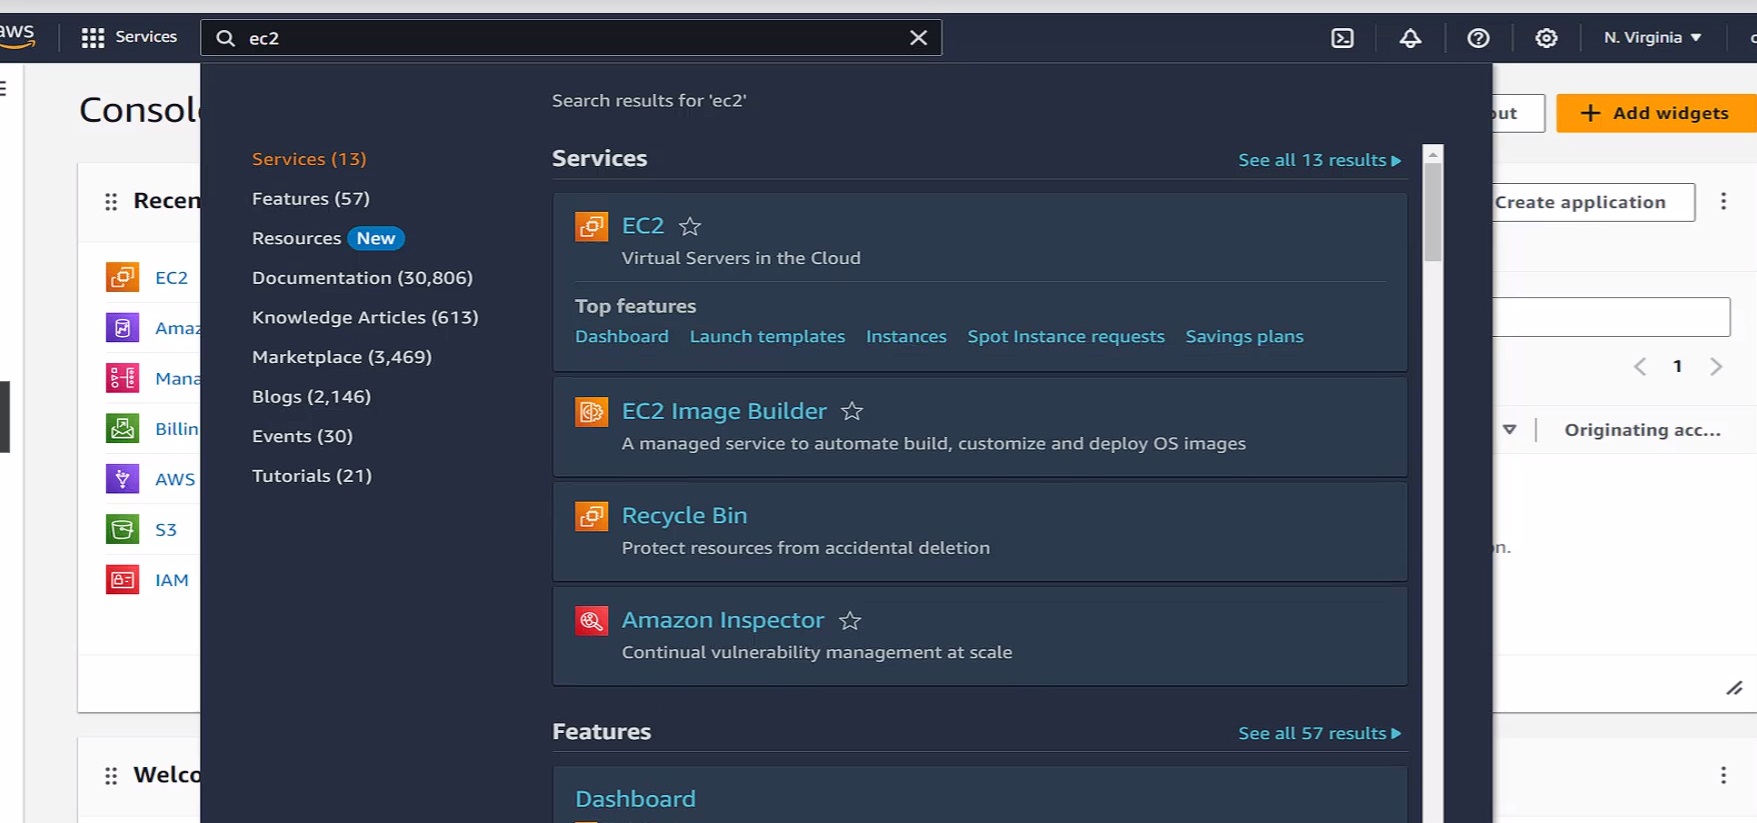 aws
Services
ec2
N. Virginia
Search results for 'ec2'
Services (13)
Features (57)
Resources New
Documentation (30,806)
Knowledge Articles (613)
Marketplace (3,469)
Blogs (2,146)
Events (30)
Tutorials (21)
Services
See all 13 results
EC2
Virtual Servers in the Cloud
Top features
Dashboard Launch templates Instances Spot Instance requests Savings plans
EC2 Image Builder
A managed service to automate build, customize and deploy OS images
Recycle Bin
Protect resources from accidental deletion
Amazon Inspector
Continual vulnerability management at scale
Features
See all 57 results
Dashboard
Consol
Recen
EC2
Amaz
Mana
Billin
AWS
S3
IAM
Welco
out
+ Add widgets
Create application
1
Originating acc...
on.